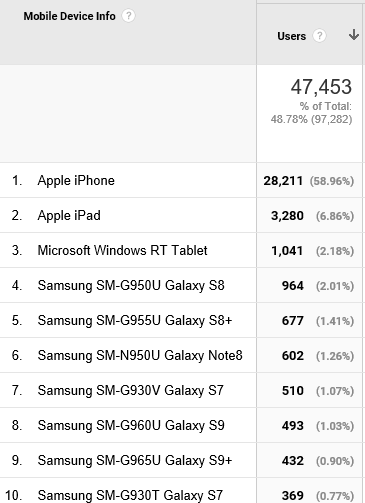 Mobile Device Info ?
Users ?
47,453
% of Total:
48.78% (97,282)
1. Apple iPhone 28,211 (58.96%)
2. Apple iPad 3,280 (6.86%)
3. Microsoft Windows RT Tablet 1,041 (2.18%)
4. Samsung SM-G950U Galaxy S8 964 (2.01%)
5. Samsung SM-G955U Galaxy S8+ 677 (1.41%)
6. Samsung SM-N950U Galaxy Note8 602 (1.26%)
7. Samsung SM-G930V Galaxy S7 510 (1.07%)
8. Samsung SM-G960U Galaxy S9 493 (1.03%)
9. Samsung SM-G965U Galaxy S9+ 432 (0.90%)
10. Samsung SM-G930T Galaxy S7 369 (0.77%)